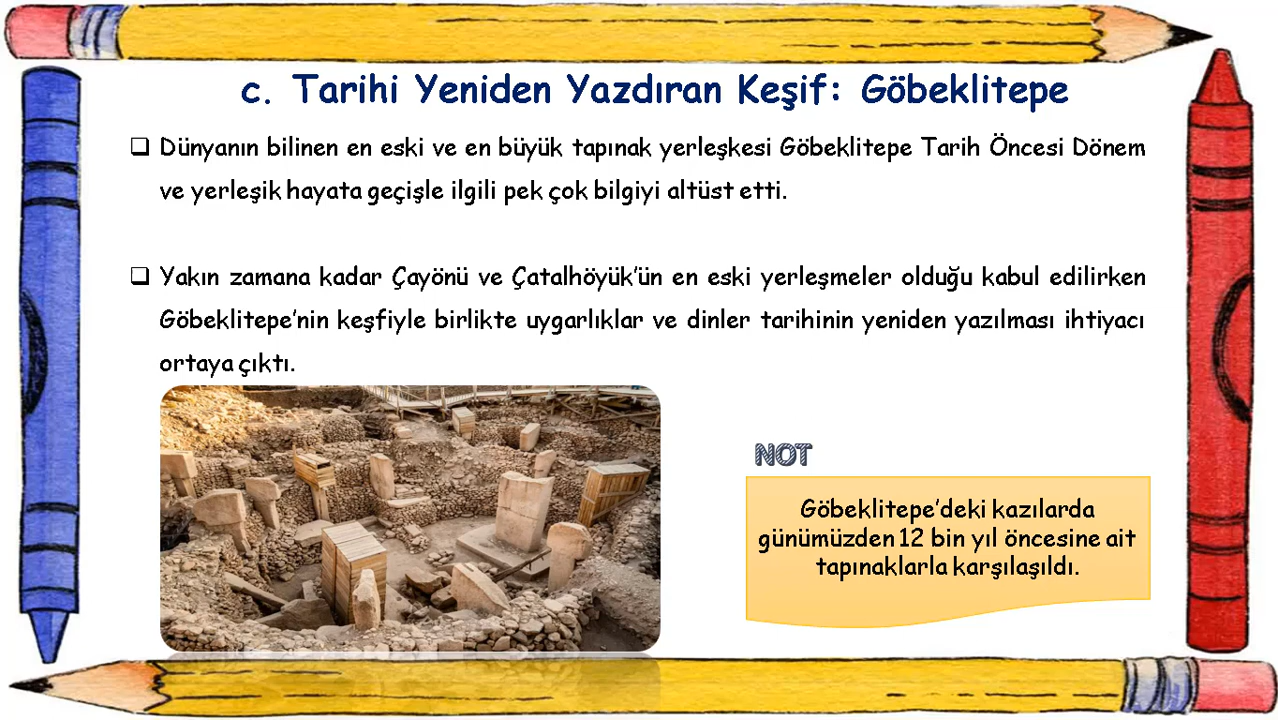 c. Tarihi Yeniden Yazdıran Keşif: Göbeklitepe
❑ Dünyanın bilinen en eski ve en büyük tapınak yerleşkesi Göbeklitepe Tarih Öncesi Dönem
ve yerleşik hayata geçişle ilgili pek çok bilgiyi altüst etti.
❑ Yakın zamana kadar Çayönü ve Çatalhöyük’ün en eski yerleşmeler olduğu kabul edilirken
Göbeklitepe’nin keşfiyle birlikte uygarlıklar ve dinler tarihinin yeniden yazılması ihtiyacı
ortaya çıktı.
NOT
Göbeklitepe’deki kazılarda
günümüzden 12 bin yıl öncesine ait
tapınaklarla karşılaşıldı.